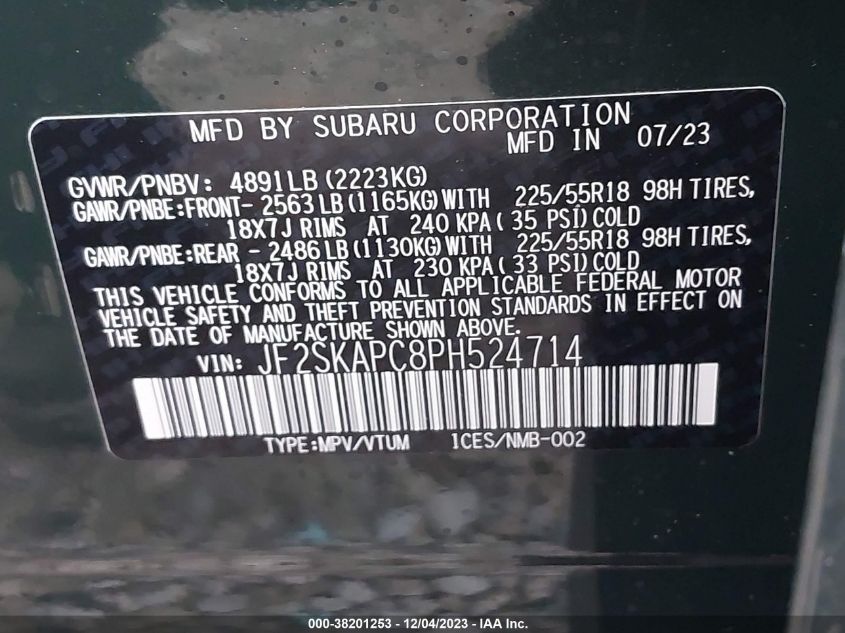 MFD BY SUBARU CORPORATION
MFD IN 07/23
GVWR/PNBV: 4891LB (2223KG)
GAWR/PNBE:FRONT- 2563 LB (1165KG)WITH 225/55R18 98H TIRES,
18X7J RIMS AT 240 KPA ( 35 PSI) COLD
GAWR/PNBE:REAR - 2486 LB (1130KG)WITH 225/55R18 98H TIRES,
18X7J RIMS AT 230 KPA ( 33 PSI) COLD
THIS VEHICLE CONFORMS TO ALL APPLICABLE FEDERAL MOTOR
VEHICLE SAFETY AND THEFT PREVENTION STANDARDS IN EFFECT ON
THE DATE OF MANUFACTURE SHOWN ABOVE.
VIN: JF2SKAPC8PH524714
TYPE:MPV/VTUM ICES/NMB-002
000-38201253 - 12/04/2023 - IAA Inc.